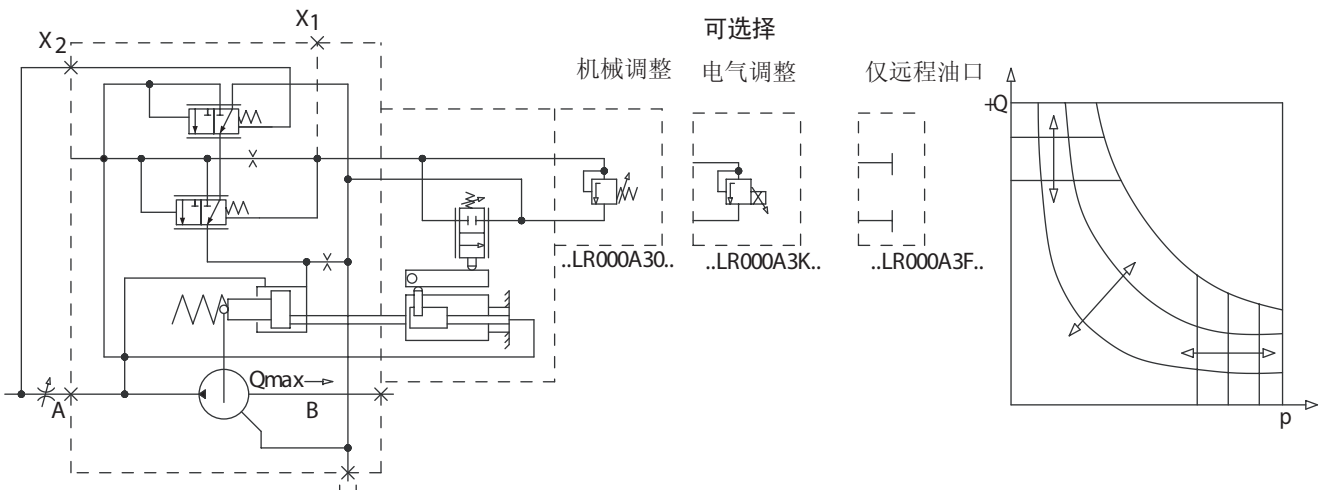 X1
X2
可选择
机械调整
电气调整
仅远程油口
+Q
..LR000A30..
..LR000A3K..
..LR000A3F..
Qmax
A
B
p